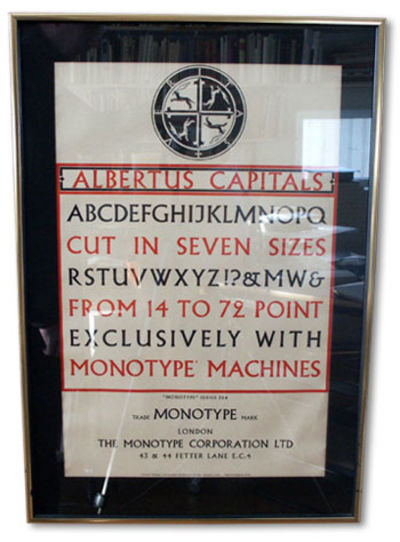 ALBERTUS CAPITALS
ABCDEFGHIJKLMNOPQ
CUT IN SEVEN SIZES
RSTUVWXYZ!?&MW&
FROM 14 TO 72 POINT
EXCLUSIVELY WITH
MONOTYPE MACHINES
"MONOTYPE" SERIES 324
TRADE MONOTYPE MARK
LONDON
THE MONOTYPE CORPORATION LTD
43 & 44 FETTER LANE E.C.4